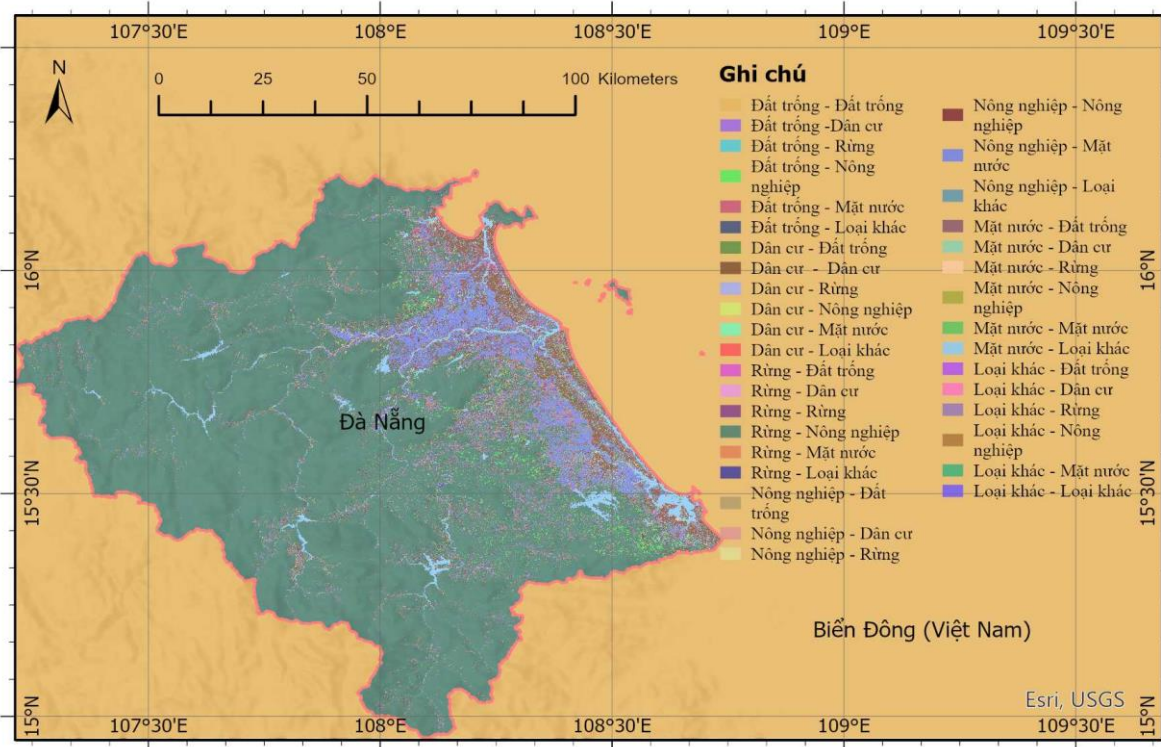 107°30'E 108°E 108°30'E 109°E 109°30'E
N
0 25 50 100 Kilometers
Ghi chú
Đất trống - Đất trống
Đất trống -Dân cư
Đất trống - Rừng
Đất trống - Nông
nghiệp
Đất trống - Mặt nước
Đất trống - Loại khác
Dân cư - Đất trống
Dân cư - Dân cư
Dân cư - Rừng
Dân cư - Nông nghiệp
Dân cư - Mặt nước
Dân cư - Loại khác
Rừng - Đất trống
Rừng - Dân cư
Rừng - Rừng
Rừng - Nông nghiệp
Rừng - Mặt nước
Rừng - Loại khác
Nông nghiệp - Đất
trống
Nông nghiệp - Dân cư
Nông nghiệp - Rừng
Nông nghiệp - Nông
nghiệp
Nông nghiệp - Mặt
nước
Nông nghiệp - Loại
khác
Mặt nước - Đất trống
Mặt nước - Dân cư
Mặt nước - Rừng
Mặt nước - Nông
nghiệp
Mặt nước - Mặt nước
Mặt nước - Loại khác
Loại khác - Đất trống
Loại khác - Dân cư
Loại khác - Rừng
Loại khác - Nông
nghiệp
Loại khác - Mặt nước
Loại khác - Loại khác
16°N
16°N
Đà Nẵng
15°30'N
15°30'N
Biển Đông (Việt Nam)
Esri, USGS
15°N
15°N
107°30'E 108°E 108°30'E 109°E 109°30'E